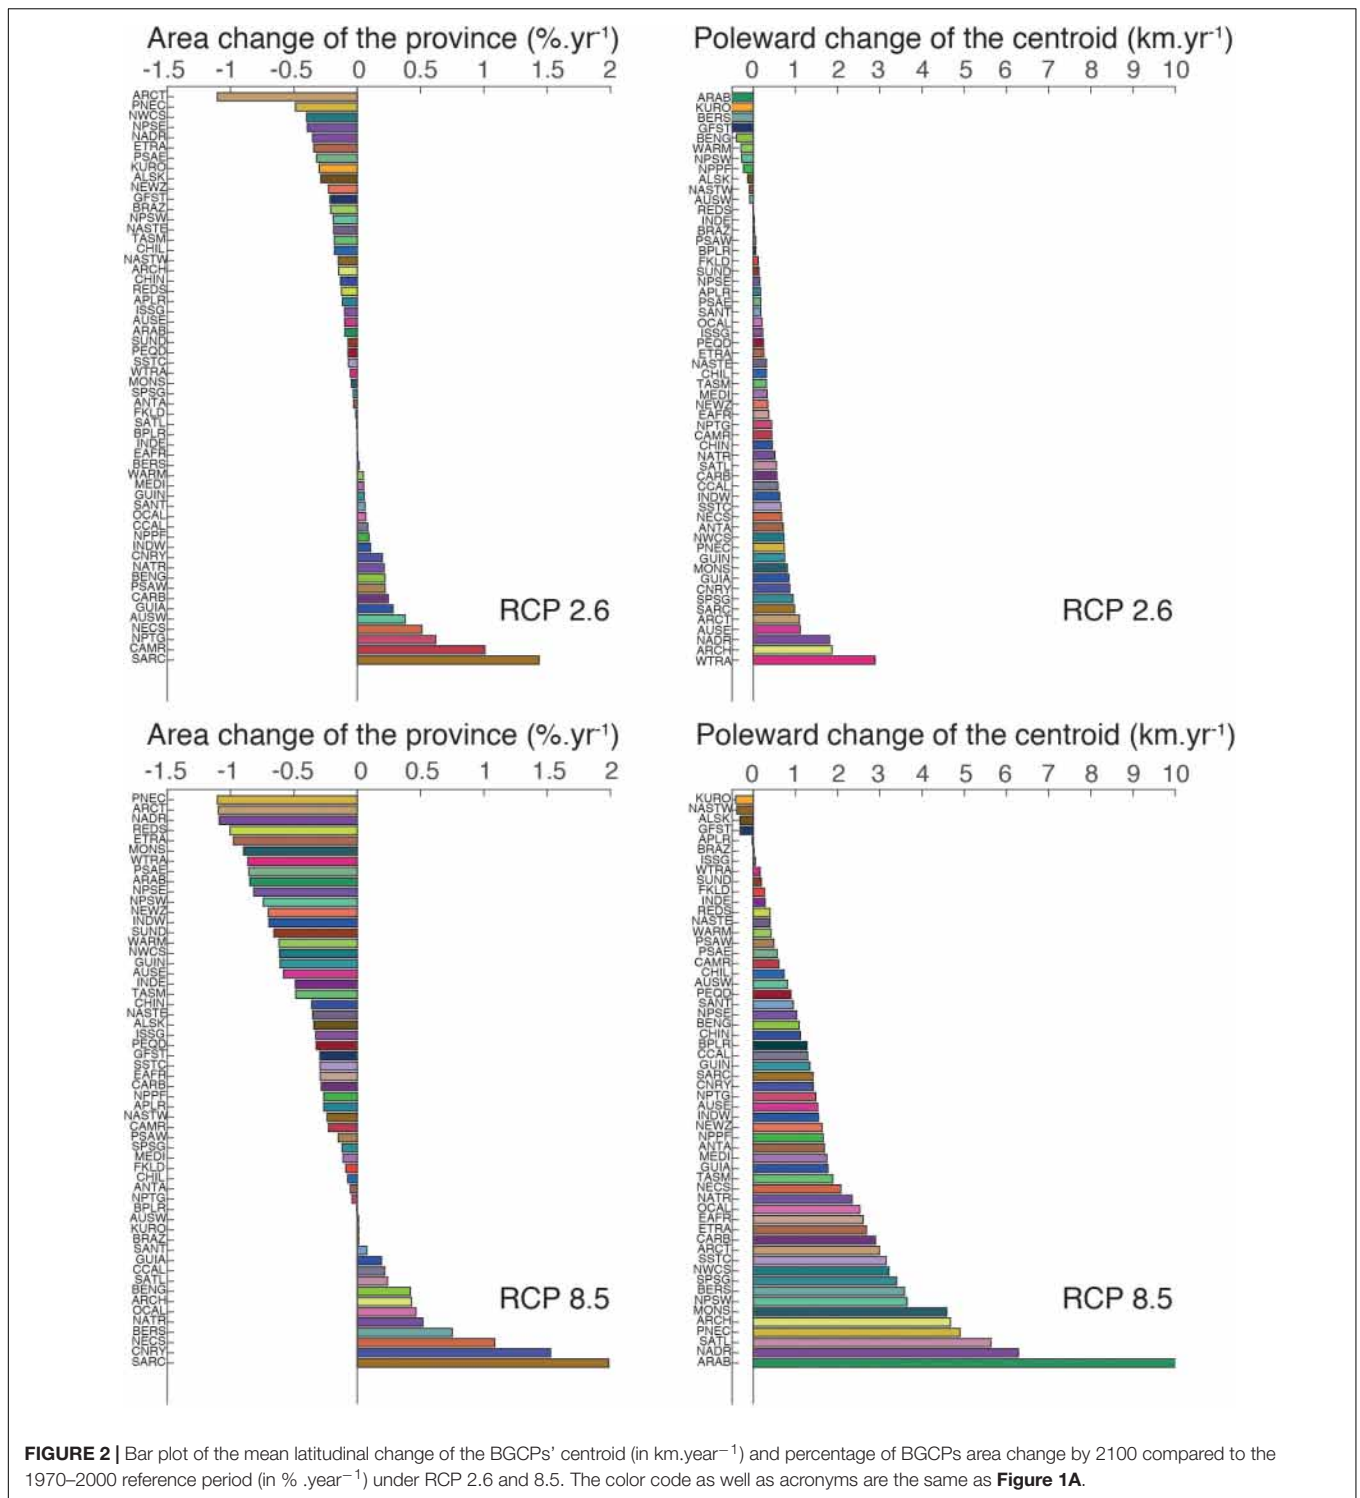 Area change of the province (%.yr-1)
-1.5 -1 -0.5 0 0.5 1 1.5 2
ARCT
PNEC
NWCS
NPSE
NADR
ETRA
PSAE
KURO
ALSK
NEWZ
GFST
BRAZ
NPSW
NASTE
TASM
CHIL
NASTW
ARCH
CHIN
REDS
APLR
ISSG
AUSE
ARAB
SUND
PEQD
SSTC
WTRA
MONS
SPSG
ANTA
FKLD
SATL
BPLR
INDE
EAFR
BERS
WARM
MEDI
GUIN
SANT
OCAL
CCAL
NPPF
INDW
CNRY
NATR
BENG
PSAW
CARB
GUIA
AUSW
NECS
NPTG
CAMR
SARC
RCP 2.6
Poleward change of the centroid (km.yr-1)
0 1 2 3 4 5 6 7 8 9 10
ARAB
KURO
BERS
GFST
BENG
WARM
NPSW
NPPF
ALSK
NASTW
AUSW
REDS
INDE
BRAZ
PSAW
BPLR
FKLD
SUND
NPSE
APLR
PSAE
SANT
OCAL
ISSG
PEQD
ETRA
NASTE
CHIL
TASM
MEDI
NEWZ
EAFR
NPTG
CAMR
CHIN
NATR
SATL
CARB
CCAL
INDW
SSTC
NECS
ANTA
NWCS
PNEC
GUIN
MONS
GUIA
CNRY
SPSG
SARC
ARCT
AUSE
NADR
ARCH
WTRA
RCP 2.6
Area change of the province (%.yr-1)
-1.5 -1 -0.5 0 0.5 1 1.5 2
PNEC
ARCT
NADR
REDS
ETRA
MONS
WTRA
PSAE
ARAB
NPSE
NPSW
NEWZ
INDW
SUND
WARM
NWCS
GUIN
AUSE
INDE
TASM
CHIN
NASTE
ALSK
ISSG
PEQD
GFST
SSTC
EAFR
CARB
NPPF
APLR
NASTW
CAMR
PSAW
SPSG
MEDI
FKLD
CHIL
ANTA
NPTG
BPLR
AUSW
KURO
BRAZ
SANT
GUIA
CCAL
SATL
BENG
ARCH
OCAL
NATR
BERS
NECS
CNRY
SARC
RCP 8.5
Poleward change of the centroid (km.yr-1)
0 1 2 3 4 5 6 7 8 9 10
KURO
NASTW
ALSK
GFST
APLR
BRAZ
ISSG
WTRA
SUND
FKLD
INDE
REDS
NASTE
WARM
PSAW
PSAE
CAMR
CHIL
AUSW
PEQD
SANT
NPSE
BENG
CHIN
BPLR
CCAL
GUIN
SARC
CNRY
NPTG
AUSE
INDW
NEWZ
NPPF
ANTA
MEDI
GUIA
TASM
NECS
NATR
OCAL
EAFR
ETRA
CARB
ARCT
SSTC
NWCS
SPSG
BERS
NPSW
MONS
ARCH
PNEC
SATL
NADR
ARAB
RCP 8.5
FIGURE 2 | Bar plot of the mean latitudinal change of the BGCPs’ centroid (in km.year−1) and percentage of BGCPs area change by 2100 compared to the
1970–2000 reference period (in % .year−1) under RCP 2.6 and 8.5. The color code as well as acronyms are the same as Figure 1A.